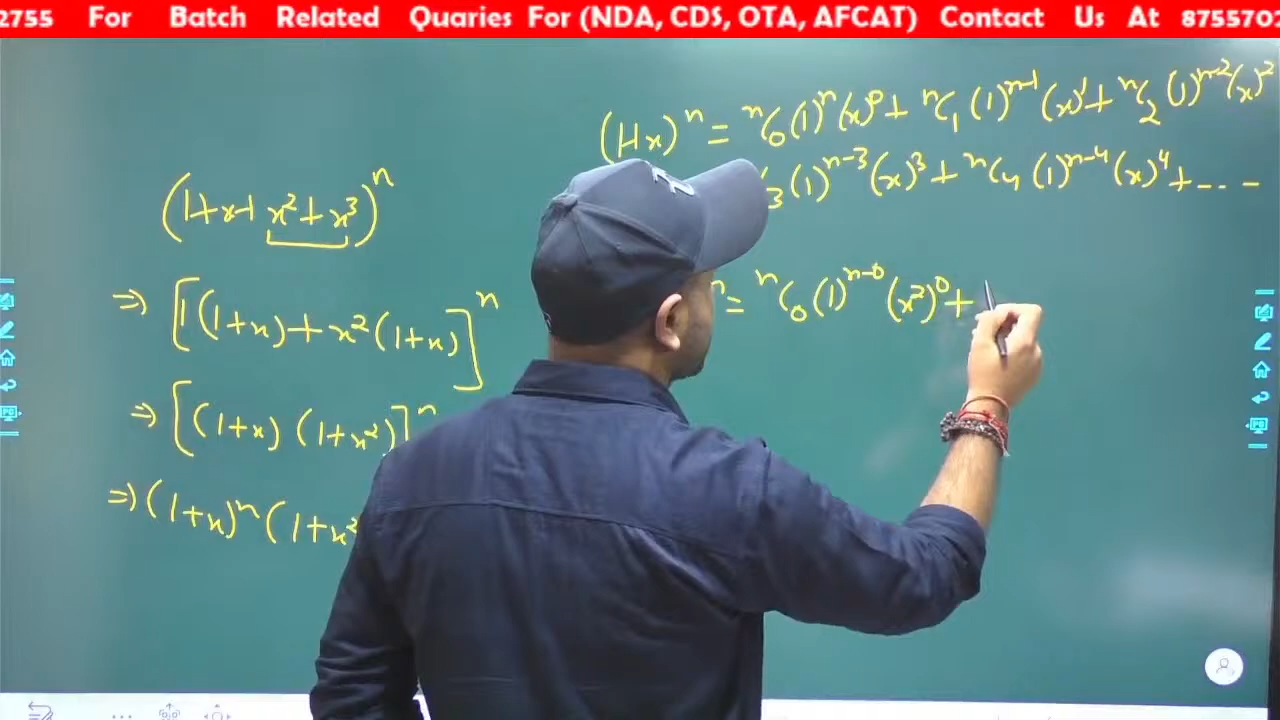 2755 For Batch Related Quaries For (NDA, CDS, OTA, AFCAT) Contact Us At 875570
(1+x)ⁿ = ⁿC₀(1)ⁿ(x)⁰ + ⁿC₁(1)ⁿ⁻¹(x)¹ + ⁿC₂(1)ⁿ⁻²(x)²
₃(1)ⁿ⁻³(x)³ + ⁿC₄(1)ⁿ⁻⁴(x)⁴ + ---
(1+x+x²+x³)ⁿ
⇒ [1(1+x)+x²(1+x)]ⁿ
ⁿ = ⁿC₀(1)ⁿ⁻⁰(x²)⁰ +
⇒ [(1+x)(1+x²)]ⁿ
⇒ (1+x)ⁿ(1+x²